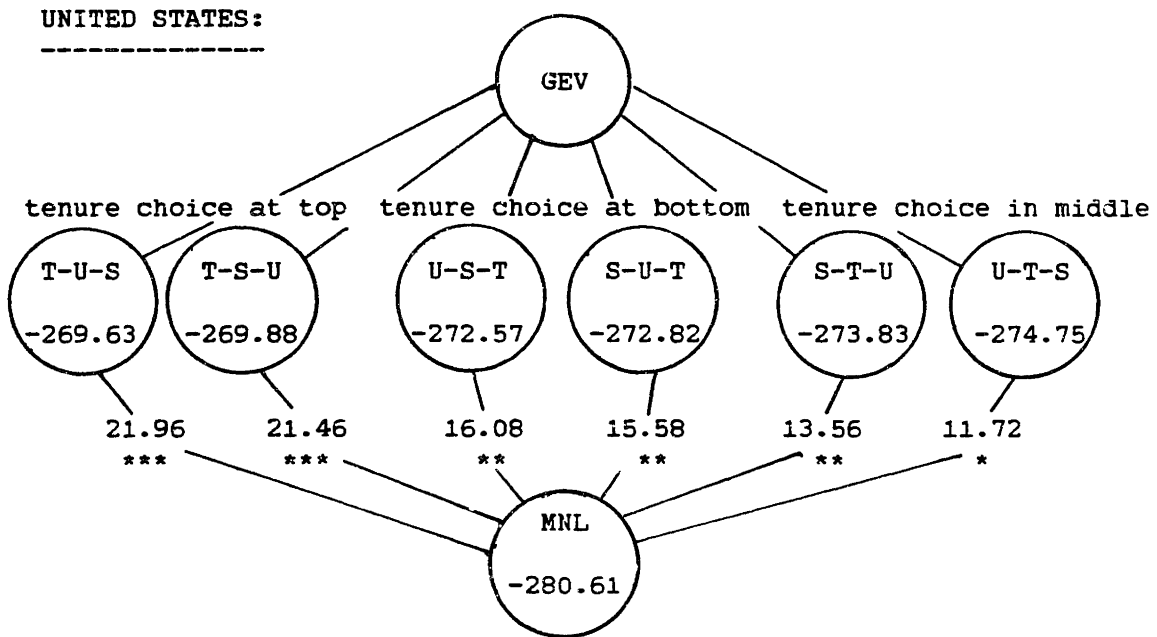 UNITED STATES:
GEV
tenure choice at top tenure choice at bottom tenure choice in middle
T-U-S T-S-U U-S-T S-U-T S-T-U U-T-S
-269.63 -269.88 -272.57 -272.82 -273.83 -274.75
21.96 21.46 16.08 15.58 13.56 11.72
*** *** ** ** ** *
MNL
-280.61